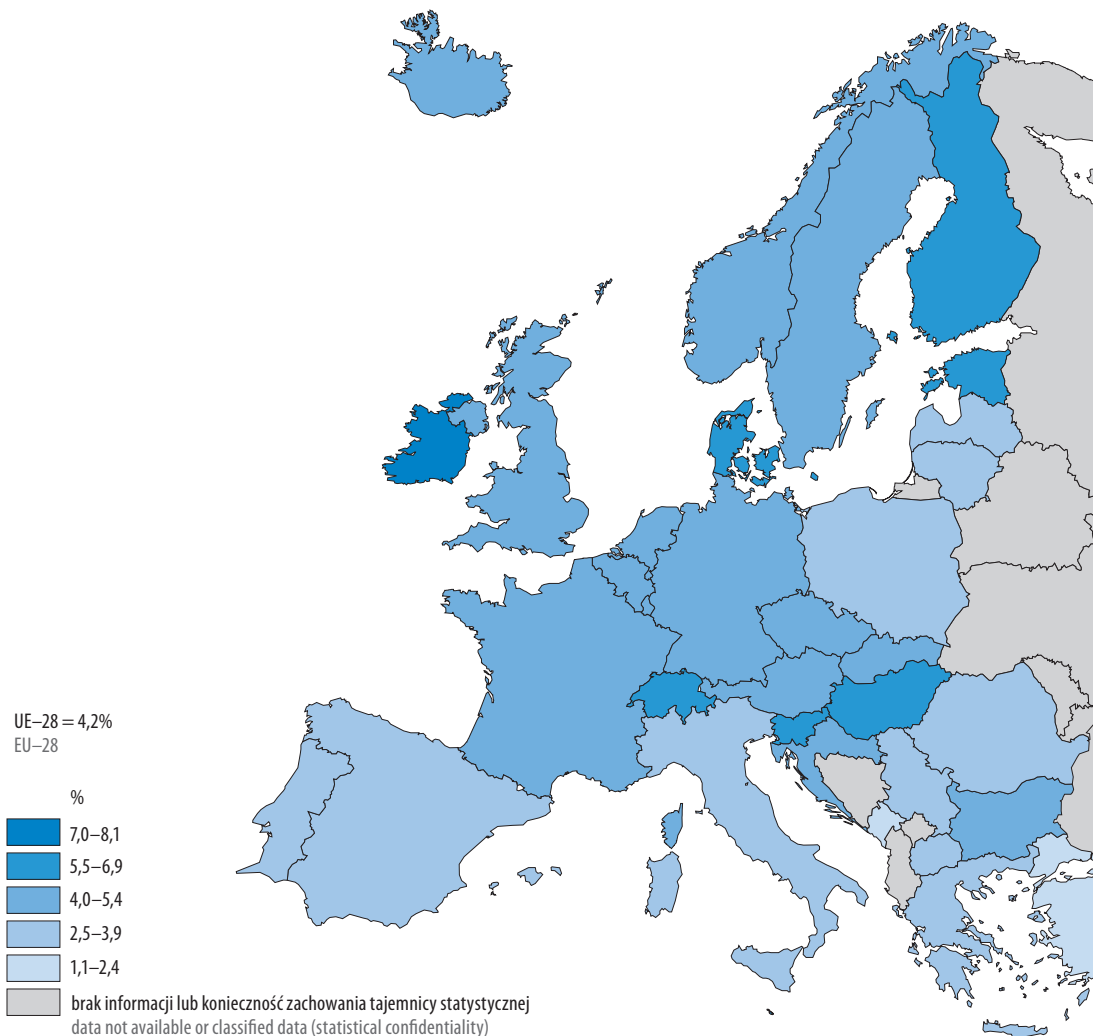 UE–28 = 4,2%
EU–28
%
7,0–8,1
5,5–6,9
4,0–5,4
2,5–3,9
1,1–2,4
brak informacji lub konieczność zachowania tajemnicy statystycznej
data not available or classified data (statistical confidentiality)